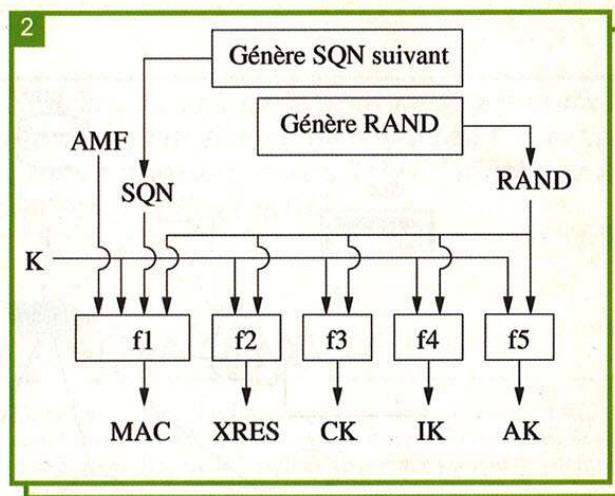 2
Génère SQN suivant
Génère RAND
AMF
SQN
RAND
K
f1 f2 f3 f4 f5
MAC XRES CK IK AK